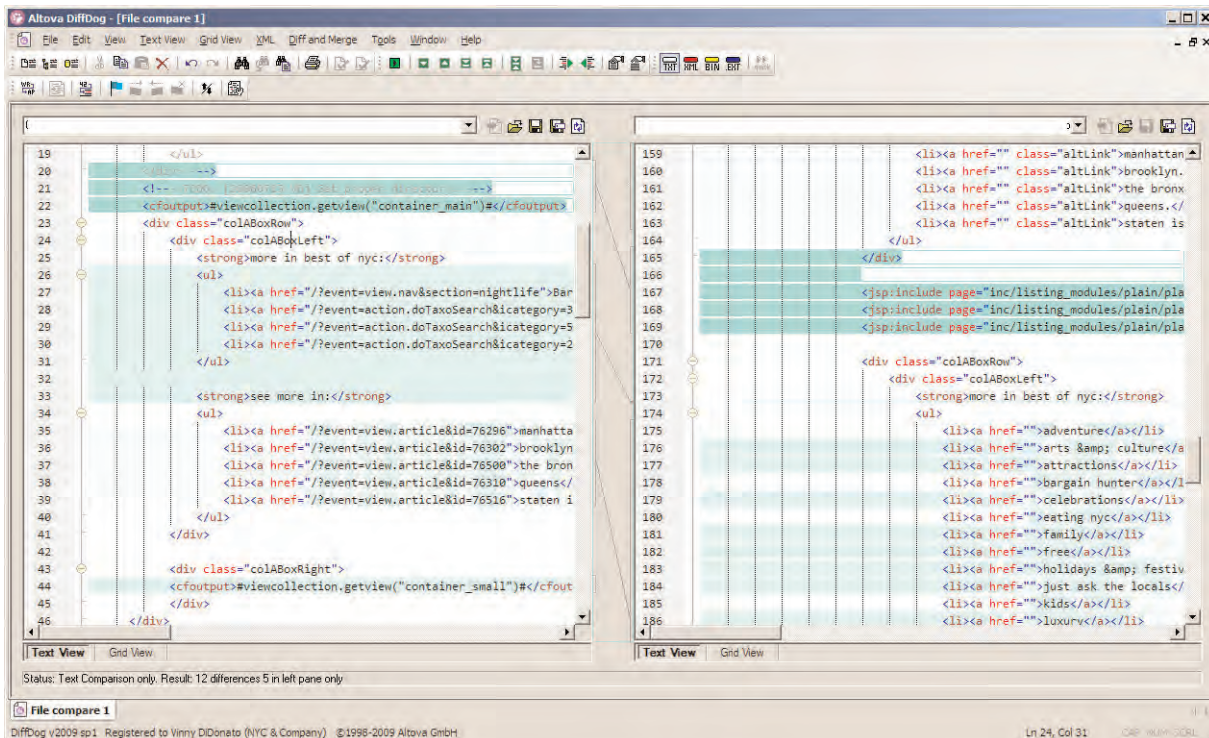 Altova DiffDog - [File compare 1]
File Edit View Text View Grid View XML Diff and Merge Tools Window Help
TXT XML BIN EXT
19 </ul>
20 -->
21 <!-- -->
22 <cfoutput>#viewcollection.getview("container_main")#</cfoutput>
23 <div class="colABoxRow">
24 <div class="colABoxLeft">
25 <strong>more in best of nyc:</strong>
26 <ul>
27 <li><a href="/?event=view.nav&section=nightlife">Bar
28 <li><a href="/?event=action.doTaxoSearch&icategory=3
29 <li><a href="/?event=action.doTaxoSearch&icategory=5
30 <li><a href="/?event=action.doTaxoSearch&icategory=2
31 </ul>
32
33 <strong>see more in:</strong>
34 <ul>
35 <li><a href="/?event=view.article&id=76296">manhatta
36 <li><a href="/?event=view.article&id=76302">brooklyn
37 <li><a href="/?event=view.article&id=76500">the bron
38 <li><a href="/?event=view.article&id=76310">queens</
39 <li><a href="/?event=view.article&id=76516">staten i
40 </ul>
41 </div>
42
43 <div class="colABoxRight">
44 <cfoutput>#viewcollection.getview("container_small")#</cfout
45 </div>
46 </div>
Text View Grid View
159 <li><a href="" class="altLink">manhattan
160 <li><a href="" class="altLink">brooklyn.
161 <li><a href="" class="altLink">the bronx
162 <li><a href="" class="altLink">queens.</
163 <li><a href="" class="altLink">staten is
164 </ul>
165 </div>
166
167 <jsp:include page="inc/listing_modules/plain/pla
168 <jsp:include page="inc/listing_modules/plain/pla
169 <jsp:include page="inc/listing_modules/plain/pla
170
171 <div class="colABoxRow">
172 <div class="colABoxLeft">
173 <strong>more in best of nyc:</strong>
174 <ul>
175 <li><a href="">adventure</a></li>
176 <li><a href="">arts &amp; culture</a
177 <li><a href="">attractions</a></li>
178 <li><a href="">bargain hunter</a></l
179 <li><a href="">celebrations</a></li>
180 <li><a href="">eating nyc</a></li>
181 <li><a href="">family</a></li>
182 <li><a href="">free</a></li>
183 <li><a href="">holidays &amp; festiv
184 <li><a href="">just ask the locals</
185 <li><a href="">kids</a></li>
186 <li><a href="">luxury</a></li>
Text View Grid View
Status: Text Comparison only. Result: 12 differences 5 in left pane only
File compare 1
DiffDog v2009 sp1 Registered to Vinny DiDonato (NYC & Company) ©1998-2009 Altova GmbH Ln 24, Col 31 CAP NUM SCRL